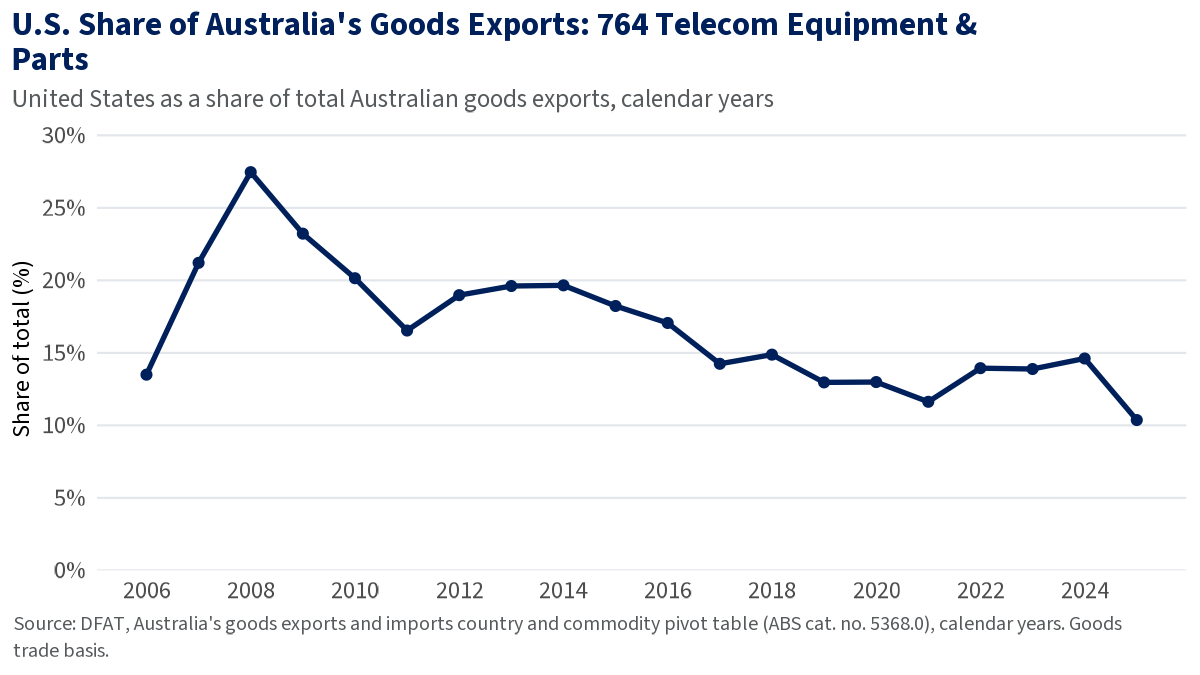 U.S. Share of Australia's Goods Exports: 764 Telecom Equipment &
Parts
United States as a share of total Australian goods exports, calendar years
30%
25%
20%
15%
10%
5%
0%
Share of total (%)
2006 2008 2010 2012 2014 2016 2018 2020 2022 2024
Source: DFAT, Australia's goods exports and imports country and commodity pivot table (ABS cat. no. 5368.0), calendar years. Goods
trade basis.